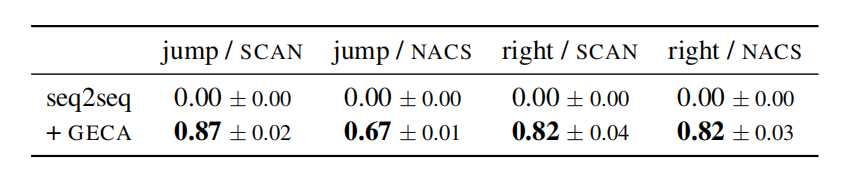 jump / SCAN jump / NACS right / SCAN right / NACS
seq2seq 0.00 ± 0.00 0.00 ± 0.00 0.00 ± 0.00 0.00 ± 0.00
+ GECA 0.87 ± 0.02 0.67 ± 0.01 0.82 ± 0.04 0.82 ± 0.03